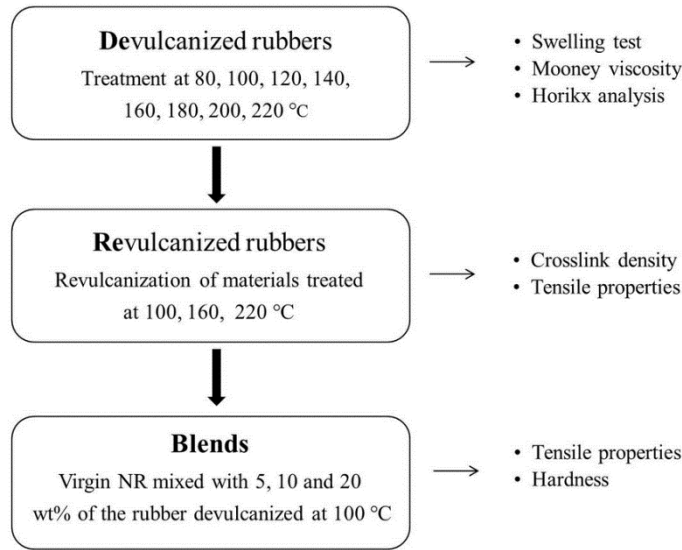 Devulcanized rubbers
Treatment at 80, 100, 120, 140,
160, 180, 200, 220 °C
• Swelling test
• Mooney viscosity
• Horikx analysis
Revulcanized rubbers
Revulcanization of materials treated
at 100, 160, 220 °C
• Crosslink density
• Tensile properties
Blends
Virgin NR mixed with 5, 10 and 20
wt% of the rubber devulcanized at 100 °C
• Tensile properties
• Hardness